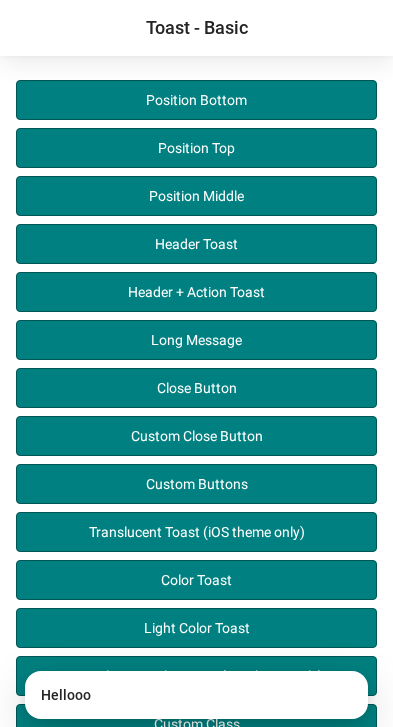 Toast - Basic
Position Bottom
Position Top
Position Middle
Header Toast
Header + Action Toast
Long Message
Close Button
Custom Close Button
Custom Buttons
Translucent Toast (iOS theme only)
Color Toast
Light Color Toast
Hellooo
Custom Class